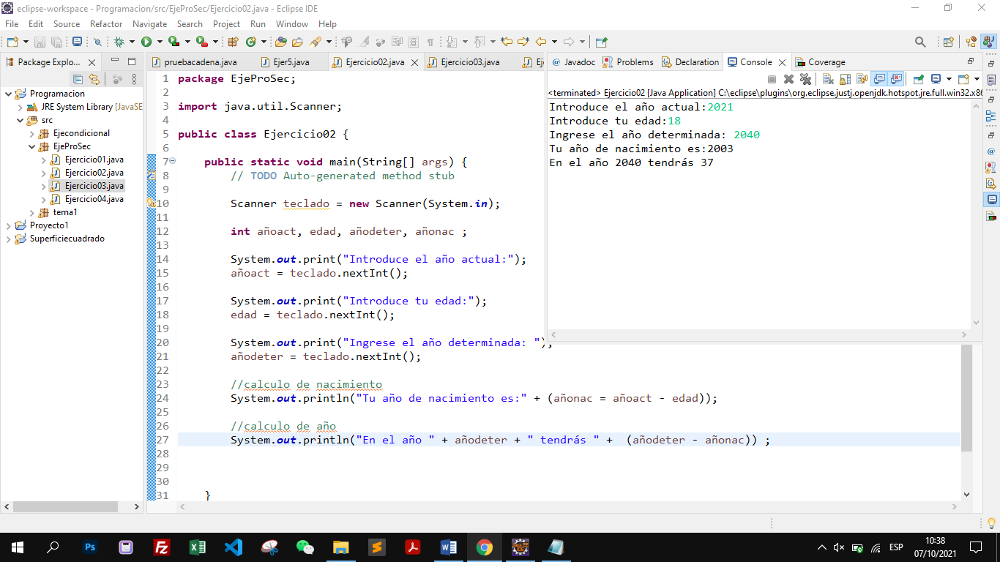 eclipse-workspace - Programacion/src/EjeProSec/Ejercicio02.java - Eclipse IDE
File Edit Source Refactor Navigate Search Project Run Window Help
Package Explo...
Programacion
JRE System Library [JavaSE
src
Ejecondicional
EjeProSec
Ejercicio01.java
Ejercicio02.java
Ejercicio03.java
Ejercicio04.java
tema1
Proyecto1
Superficiecuadrado
pruebacadena.java Ejer5.java Ejercicio02.java Ejercicio03.java Ej
1 package EjeProSec;
2
3 import java.util.Scanner;
4
5 public class Ejercicio02 {
6
7 public static void main(String[] args) {
8 // TODO Auto-generated method stub
9
10 Scanner teclado = new Scanner(System.in);
11
12 int añoact, edad, añodeter, añonac ;
13
14 System.out.print("Introduce el año actual:");
15 añoact = teclado.nextInt();
16
17 System.out.print("Introduce tu edad:");
18 edad = teclado.nextInt();
19
20 System.out.print("Ingrese el año determinada: ");
21 añodeter = teclado.nextInt();
22
23 //calculo de nacimiento
24 System.out.println("Tu año de nacimiento es:" + (añonac = añoact - edad));
25
26 //calculo de año
27 System.out.println("En el año " + añodeter + " tendrás " +  (añodeter - añonac)) ;
28
29
30
31 }
@ Javadoc Problems Declaration Console Coverage
<terminated> Ejercicio02 [Java Application] C:\eclipse\plugins\org.eclipse.justj.openjdk.hotspot.jre.full.win32.x86
Introduce el año actual:2021
Introduce tu edad:18
Ingrese el año determinada: 2040
Tu año de nacimiento es:2003
En el año 2040 tendrás 37
ESP
10:38
07/10/2021